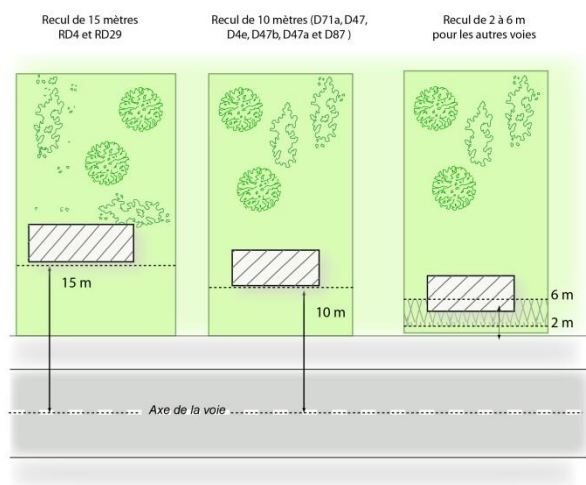 Recul de 15 mètres
RD4 et RD29
Recul de 10 mètres (D71a, D47,
D4e, D47b, D47a et D87 )
Recul de 2 à 6 m
pour les autres voies
15 m
10 m
6 m
2 m
Axe de la voie